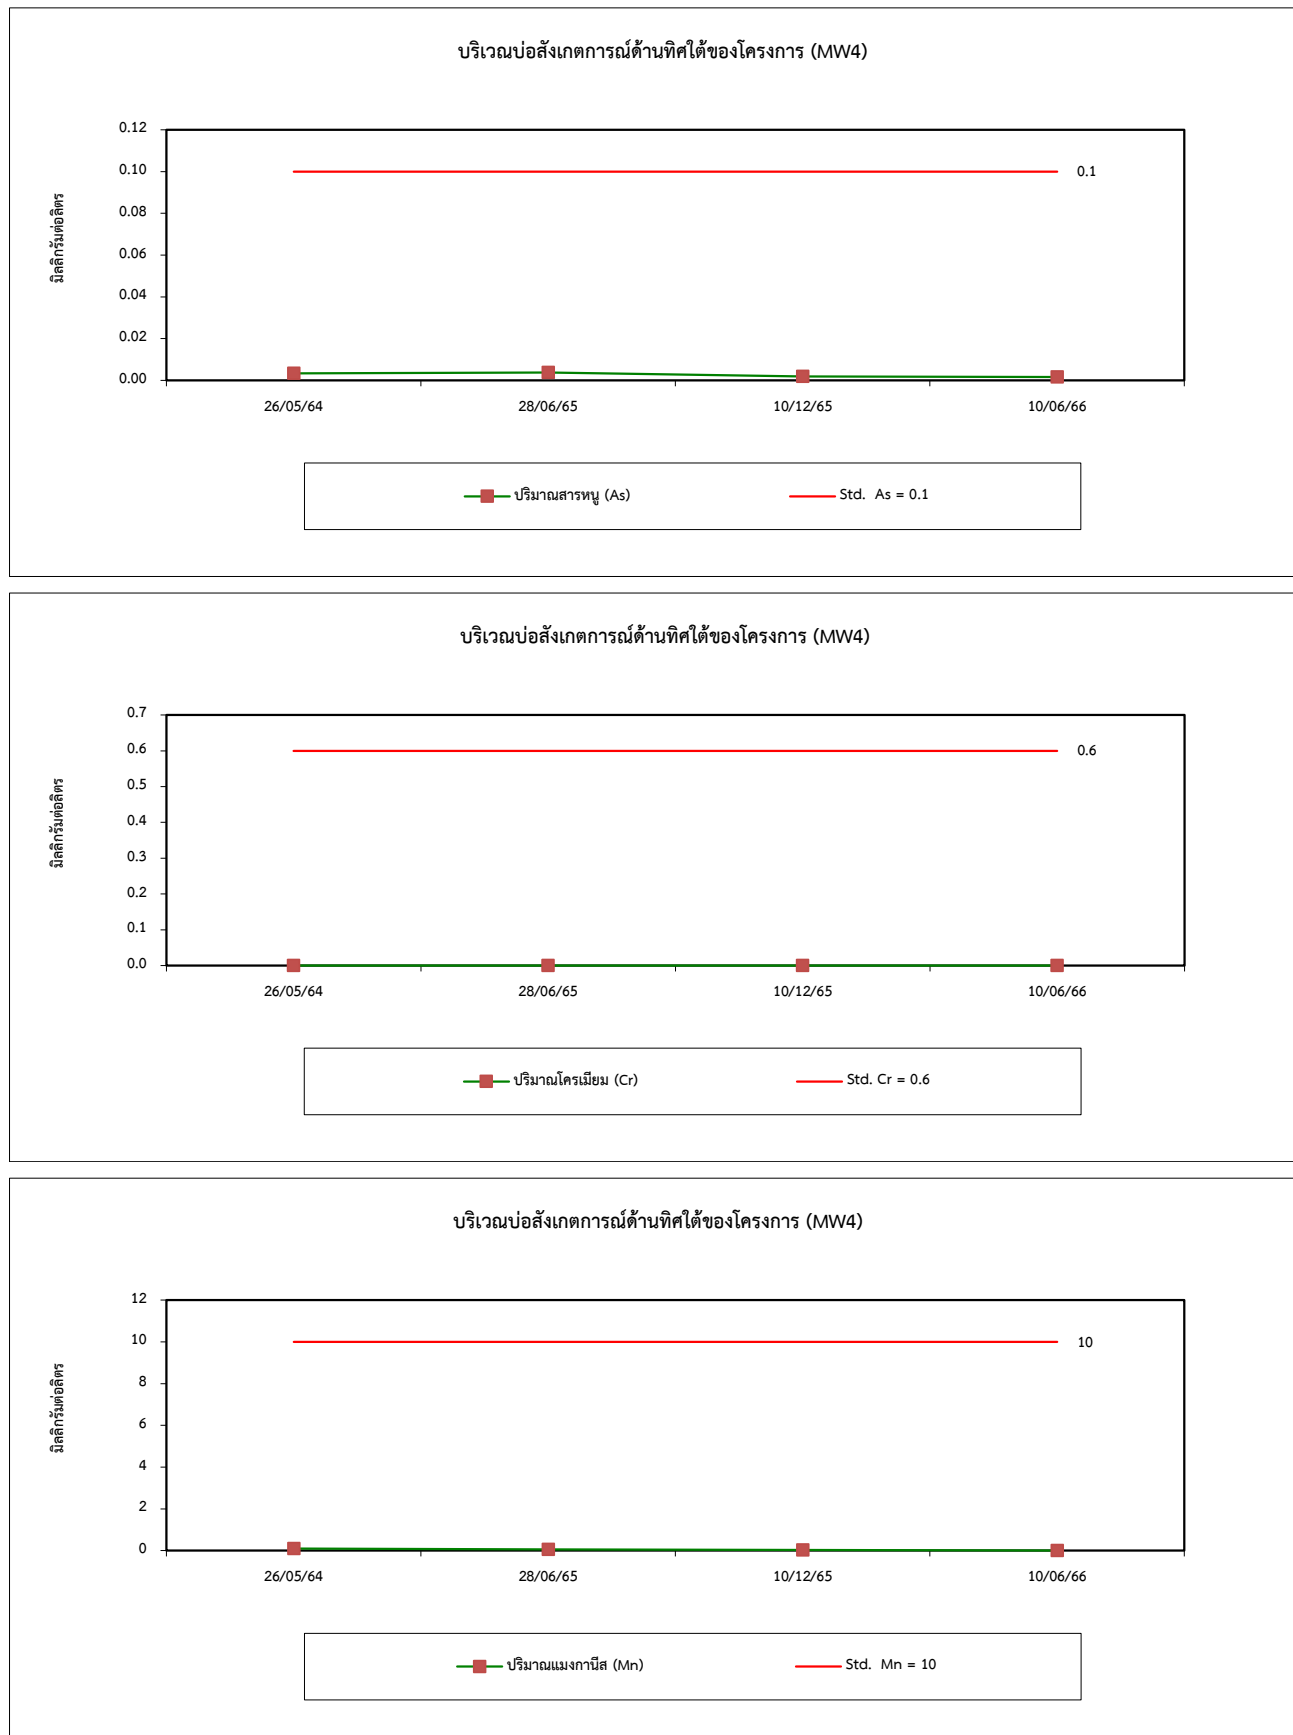 บริเวณบ่อสังเกตการณ์ด้านทิศใต้ของโครงการ (MW4)
มิลลิกรัมต่อลิตร
0.12
0.10
0.08
0.06
0.04
0.02
0.00
0.1
26/05/64 28/06/65 10/12/65 10/06/66
ปริมาณสารหนู (As) Std. As = 0.1
บริเวณบ่อสังเกตการณ์ด้านทิศใต้ของโครงการ (MW4)
มิลลิกรัมต่อลิตร
0.7
0.6
0.5
0.4
0.3
0.2
0.1
0.0
0.6
26/05/64 28/06/65 10/12/65 10/06/66
ปริมาณโครเมียม (Cr) Std. Cr = 0.6
บริเวณบ่อสังเกตการณ์ด้านทิศใต้ของโครงการ (MW4)
มิลลิกรัมต่อลิตร
12
10
8
6
4
2
0
10
26/05/64 28/06/65 10/12/65 10/06/66
ปริมาณแมงกานีส (Mn) Std. Mn = 10